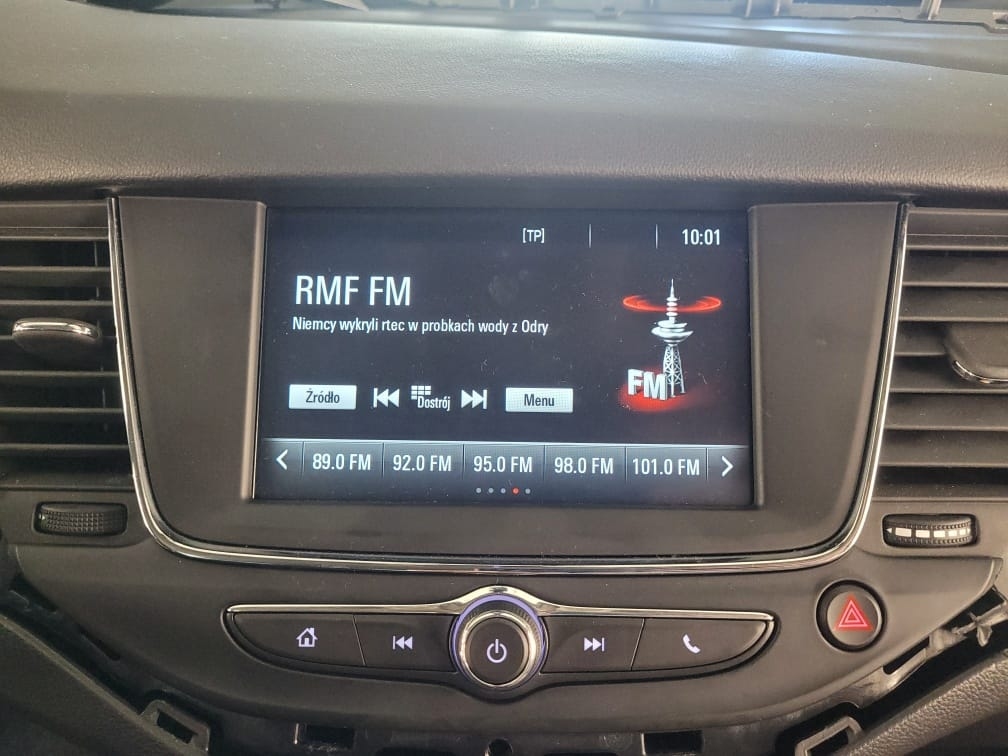 [TP] 10:01
RMF FM
Niemcy wykryli rtec w probkach wody z Odry
FM
Źródło Dostrój Menu
89.0 FM 92.0 FM 95.0 FM 98.0 FM 101.0 FM